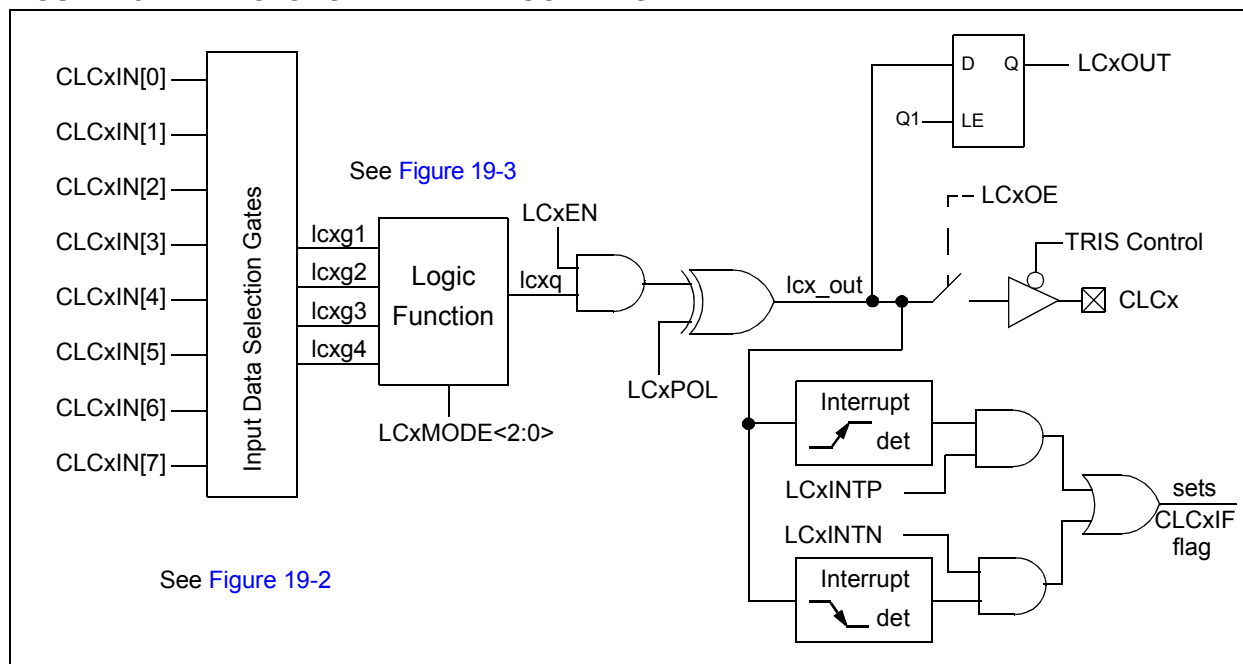 CLCxIN[0]
CLCxIN[1]
CLCxIN[2]
CLCxIN[3]
CLCxIN[4]
CLCxIN[5]
CLCxIN[6]
CLCxIN[7]
Input Data Selection Gates
See Figure 19-2
See Figure 19-3
lcxg1
lcxg2
lcxg3
lcxg4
Logic
Function
LCxMODE<2:0>
LCxEN
lcxq
LCxPOL
lcx_out
D
Q
LCxOUT
Q1
LE
LCxOE
TRIS Control
CLCx
Interrupt
det
LCxINTP
LCxINTN
Interrupt
det
sets
CLCxIF
flag